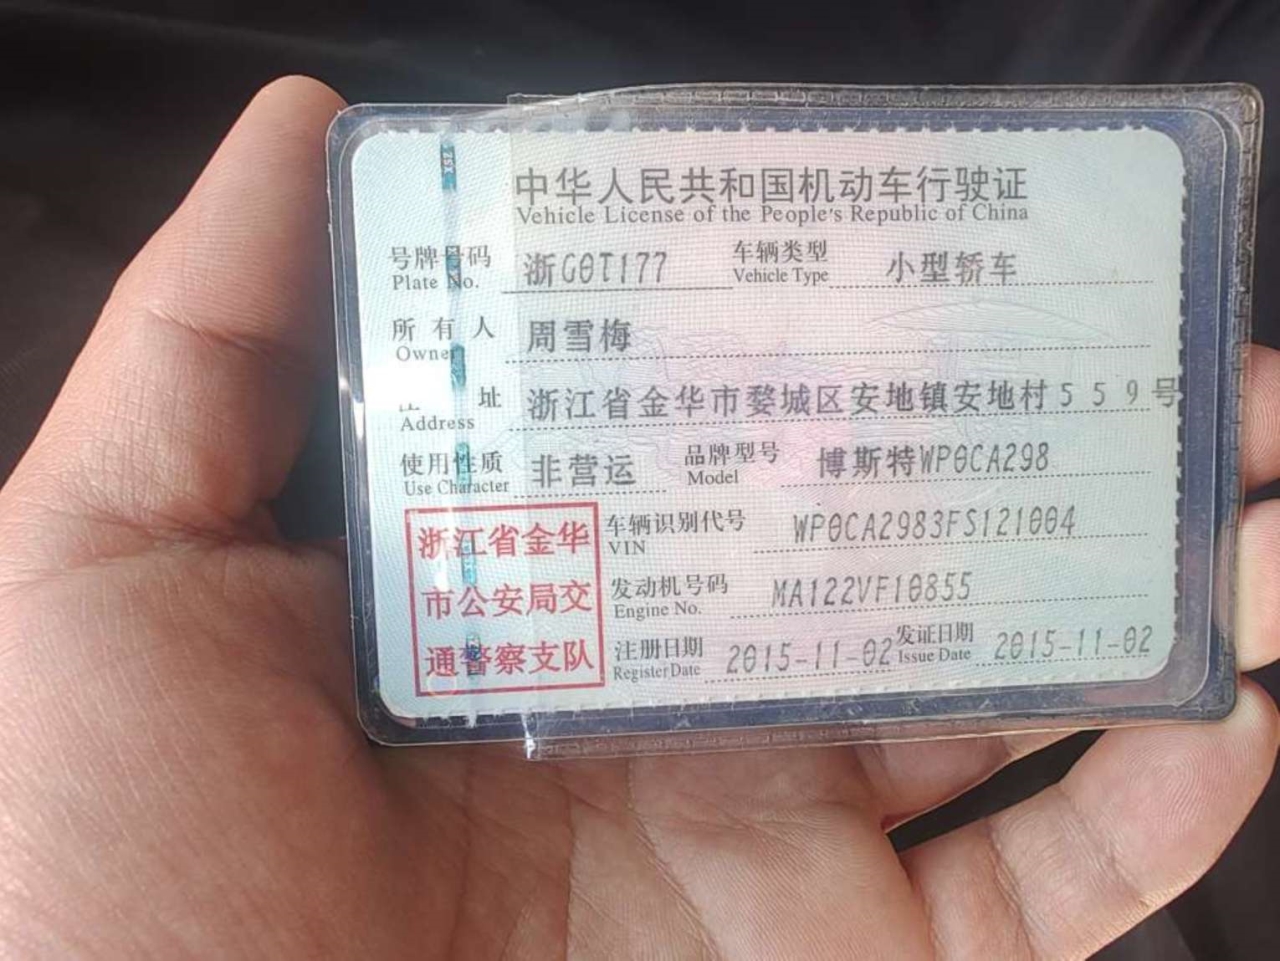 中华人民共和国机动车行驶证
Vehicle License of the People's Republic of China
号牌号码 浙G0T177 车辆类型 小型轿车
Plate No. Vehicle Type
所有人 周雪梅
Owner
址 浙江省金华市婺城区安地镇安地村559号
Address
使用性质 非营运 品牌型号 博斯特WP0CA298
Use Character Model
浙江省金华
市公安局交
通警察支队
车辆识别代号 WP0CA2983FS121004
VIN
发动机号码 MA122VF10855
Engine No.
注册日期 2015-11-02 发证日期 2015-11-02
Register Date Issue Date